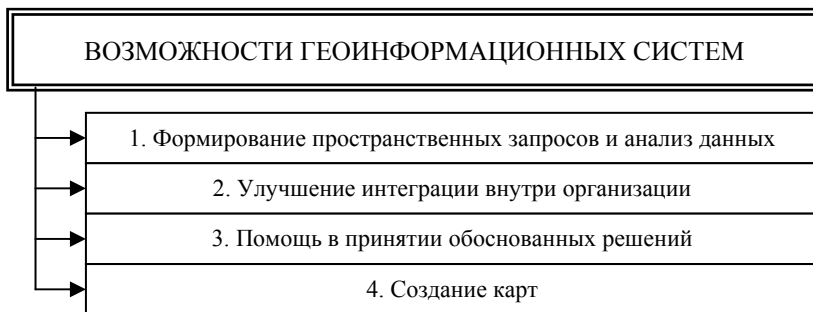 ВОЗМОЖНОСТИ ГЕОИНФОРМАЦИОННЫХ СИСТЕМ
1. Формирование пространственных запросов и анализ данных
2. Улучшение интеграции внутри организации
3. Помощь в принятии обоснованных решений
4. Создание карт